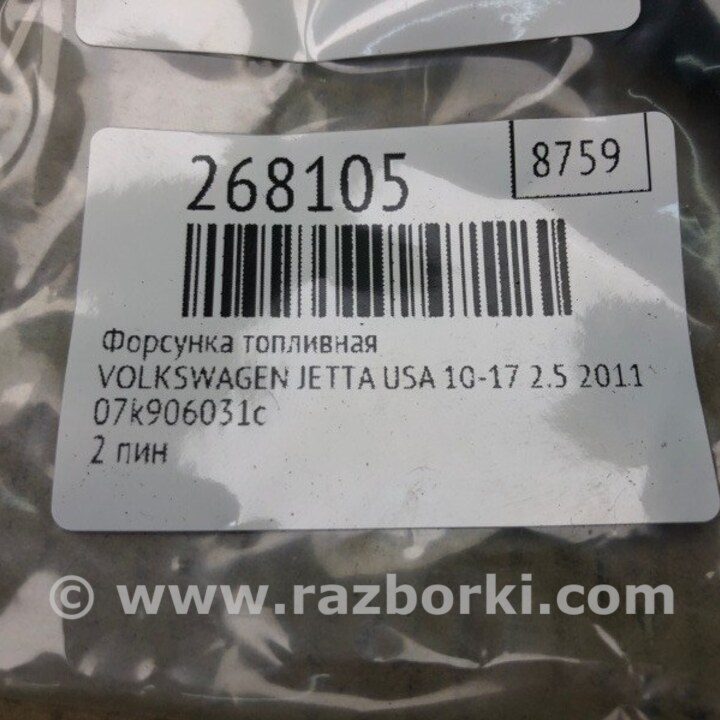 268105
8759
Форсунка топливная
VOLKSWAGEN JETTA USA 10-17 2.5 2011
07k906031c
2 пин
© www.razborki.com